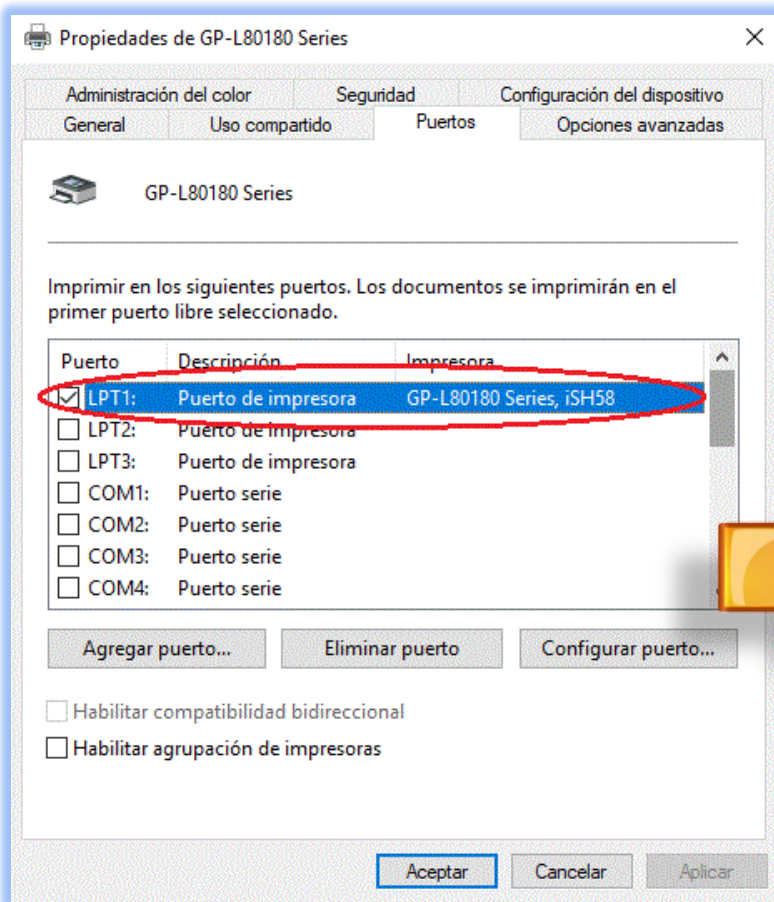 Propiedades de GP-L80180 Series
Administración del color Seguridad Configuración del dispositivo
General Uso compartido Puertos Opciones avanzadas
GP-L80180 Series
Imprimir en los siguientes puertos. Los documentos se imprimirán en el
primer puerto libre seleccionado.
Puerto Descripción Impresora
LPT1: Puerto de impresora GP-L80180 Series, iSH58
LPT2: Puerto de impresora
LPT3: Puerto de impresora
COM1: Puerto serie
COM2: Puerto serie
COM3: Puerto serie
COM4: Puerto serie
Agregar puerto... Eliminar puerto Configurar puerto...
Habilitar compatibilidad bidireccional
Habilitar agrupación de impresoras
Aceptar Cancelar Aplicar